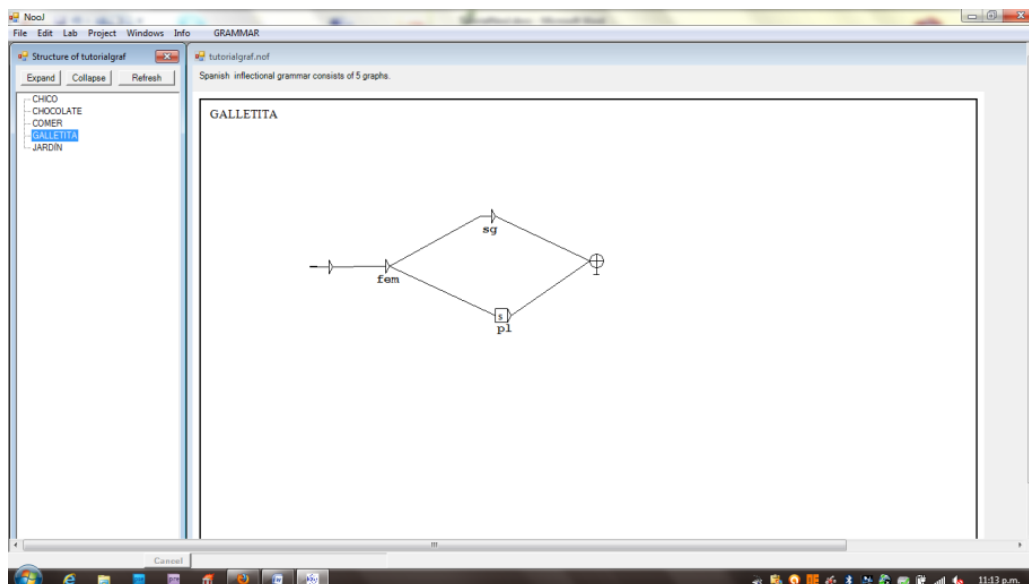 NooJ
File Edit Lab Project Windows Info GRAMMAR
Structure of tutorialgraf
Expand Collapse Refresh
CHICO
CHOCOLATE
COMER
GALLETITA
JARDÍN
tutorialgraf.nof
Spanish inflectional grammar consists of 5 graphs.
GALLETITA
sg
fem
s
pl
Cancel
11:13 p.m.